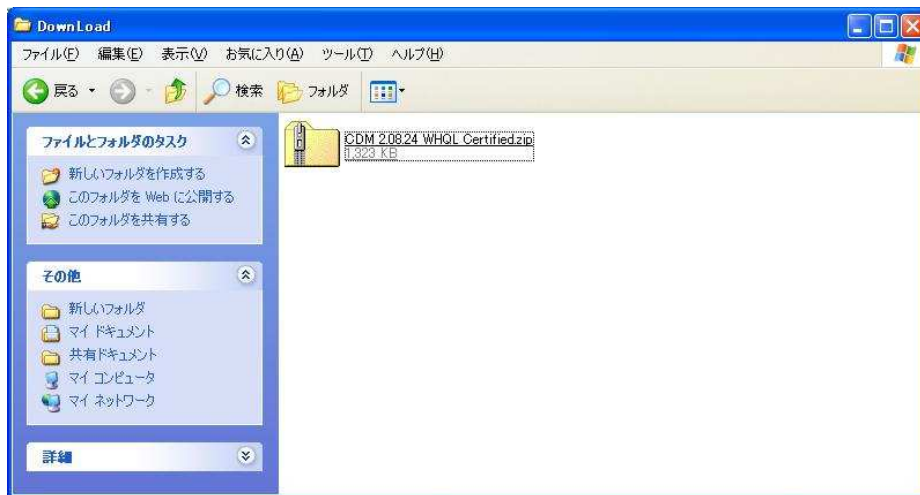 DownLoad
ファイル(F) 編集(E) 表示(V) お気に入り(A) ツール(T) ヘルプ(H)
戻る 検索 フォルダ
ファイルとフォルダのタスク
新しいフォルダを作成する
このフォルダを Web に公開する
このフォルダを共有する
その他
新しいフォルダ
マイ ドキュメント
共有ドキュメント
マイ コンピュータ
マイ ネットワーク
詳細
CDM 2.08.24 WHQL Certified.zip
1,323 KB